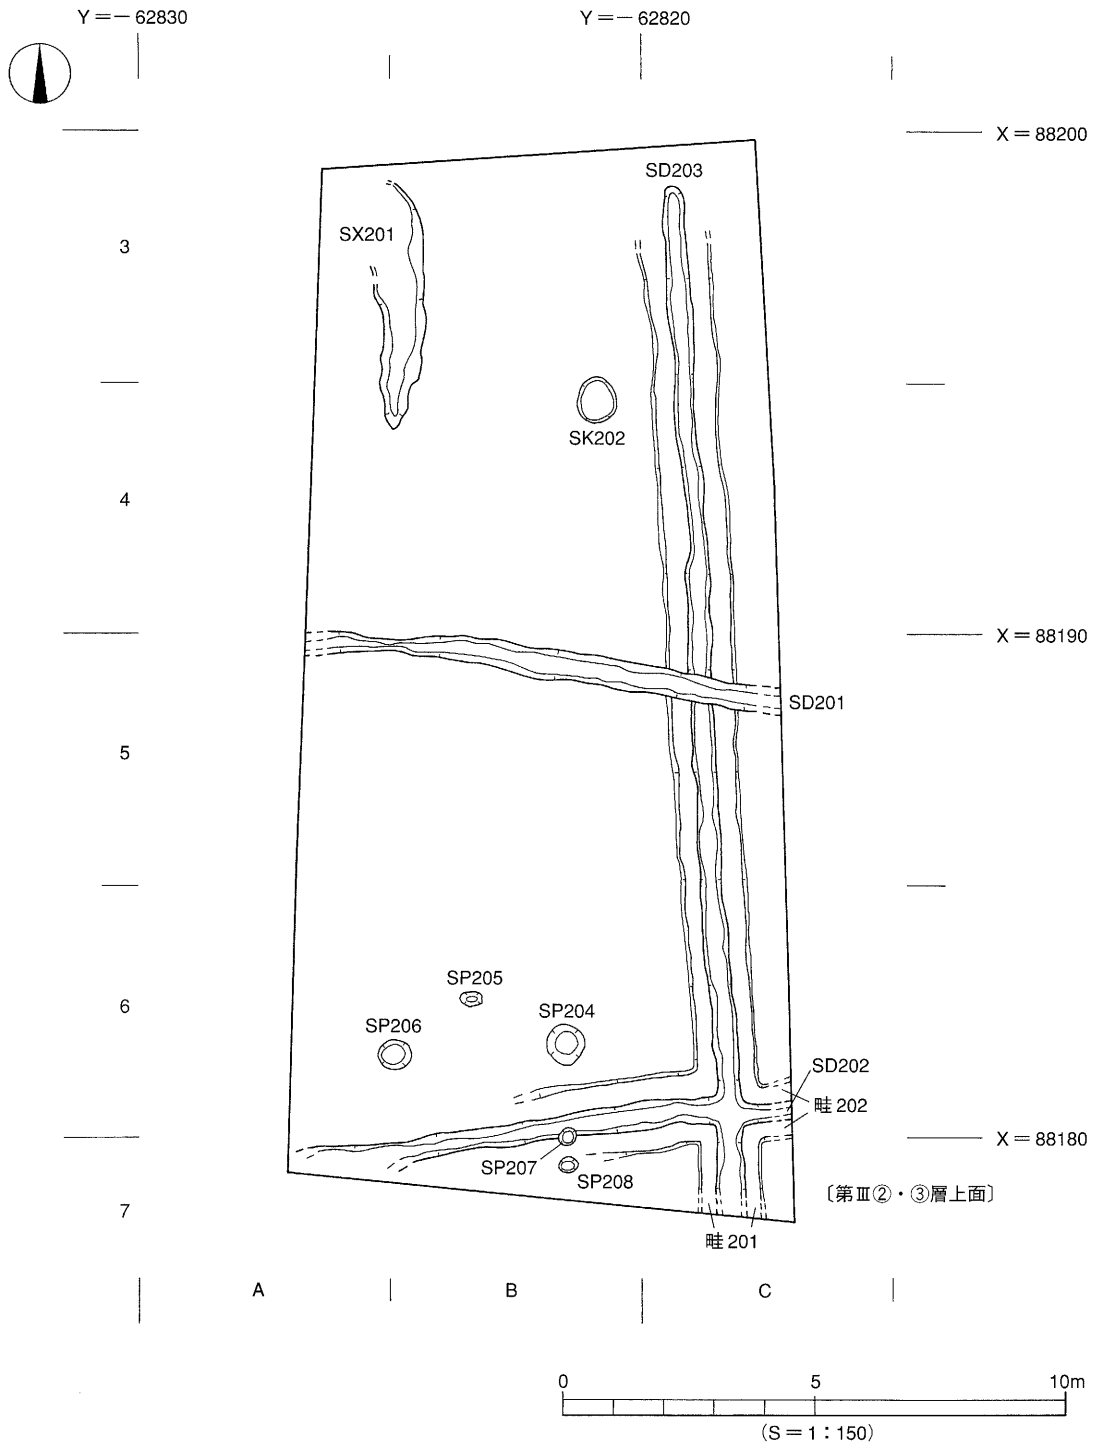 Y＝－62830
Y＝－62820
X＝88200
SD203
SX201
3
SK202
4
X＝88190
SD201
5
SP205
6
SP204
SP206
SD202
畦202
X＝88180
SP207
SP208
〔第Ⅲ②・③層上面〕
7
畦201
A
B
C
0
5
10m
(S＝1：150)